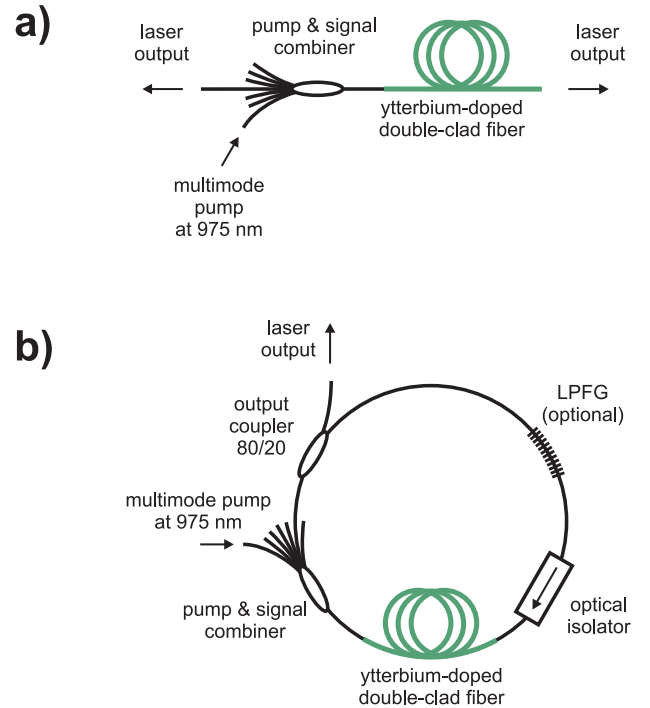 a)
laser
output
pump & signal
combiner
laser
output
ytterbium-doped
double-clad fiber
multimode
pump
at 975 nm
b)
laser
output
output
coupler
80/20
LPFG
(optional)
multimode pump
at 975 nm
pump & signal
combiner
optical
isolator
ytterbium-doped
double-clad fiber